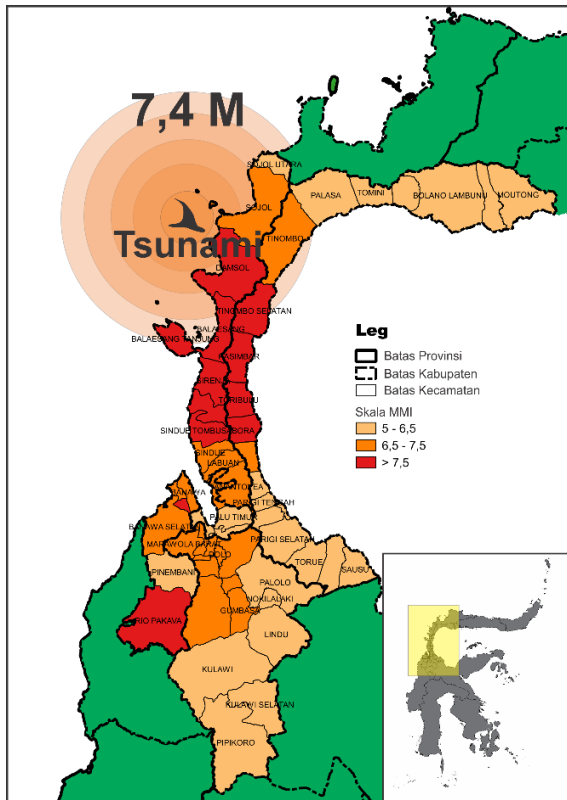 7,4 M
SOJOL UTARA
PALASA
TOMINI
BOLANO LAMBUNU
MOUTONG
SOJOL
TINOMBO
Tsunami
DAMSOL
TINOMBO SELATAN
BALAESANG
BALAESANG TANJUNG
KASIMBAR
SIRENJA
TORIBULU
SINDUE TOMBUSABORA
SINDUE
LABUAN
TANANTOVEA
BANAWA
PARIGI TENGAH
PALU TIMUR
BANAWA SELATAN
MARAWOLA BARAT
DOLO
PARIGI SELATAN
TORUE
SAUSU
PINEMBANI
PALOLO
NOKILALAKI
GUMBASA
RIO PAKAVA
LINDU
KULAWI
KULAWI SELATAN
PIPIKORO
Leg
Batas Provinsi
Batas Kabupaten
Batas Kecamatan
Skala MMI
5 - 6,5
6,5 - 7,5
> 7,5